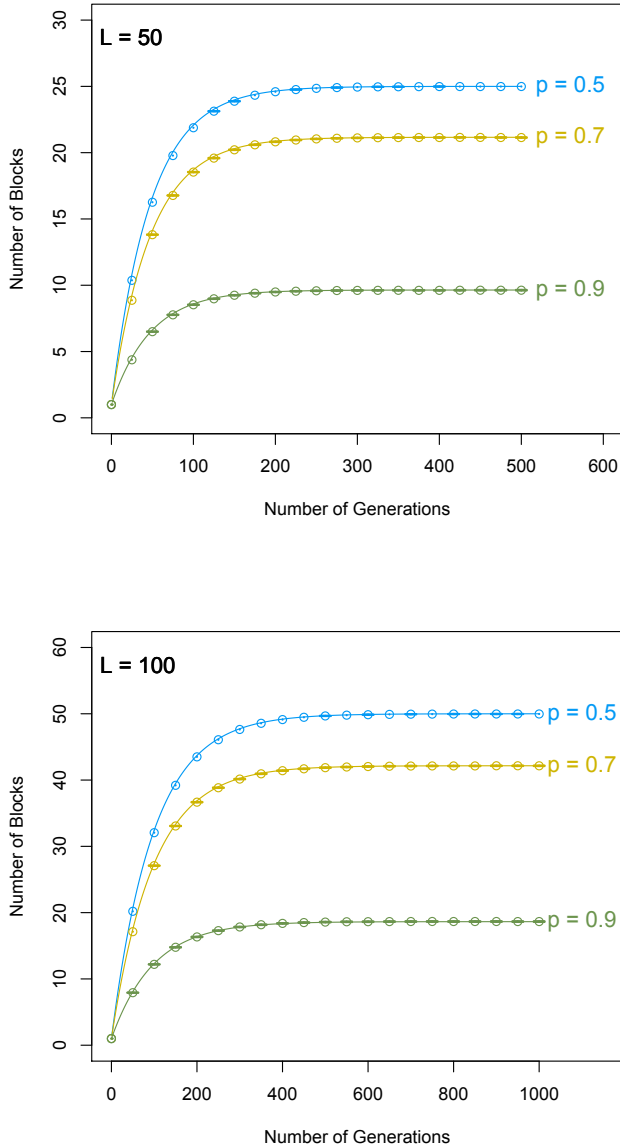 L = 50
Number of Blocks
30
25
20
15
10
5
0
p = 0.5
p = 0.7
p = 0.9
0 100 200 300 400 500 600
Number of Generations
L = 100
Number of Blocks
60
50
40
30
20
10
0
p = 0.5
p = 0.7
p = 0.9
0 200 400 600 800 1000
Number of Generations